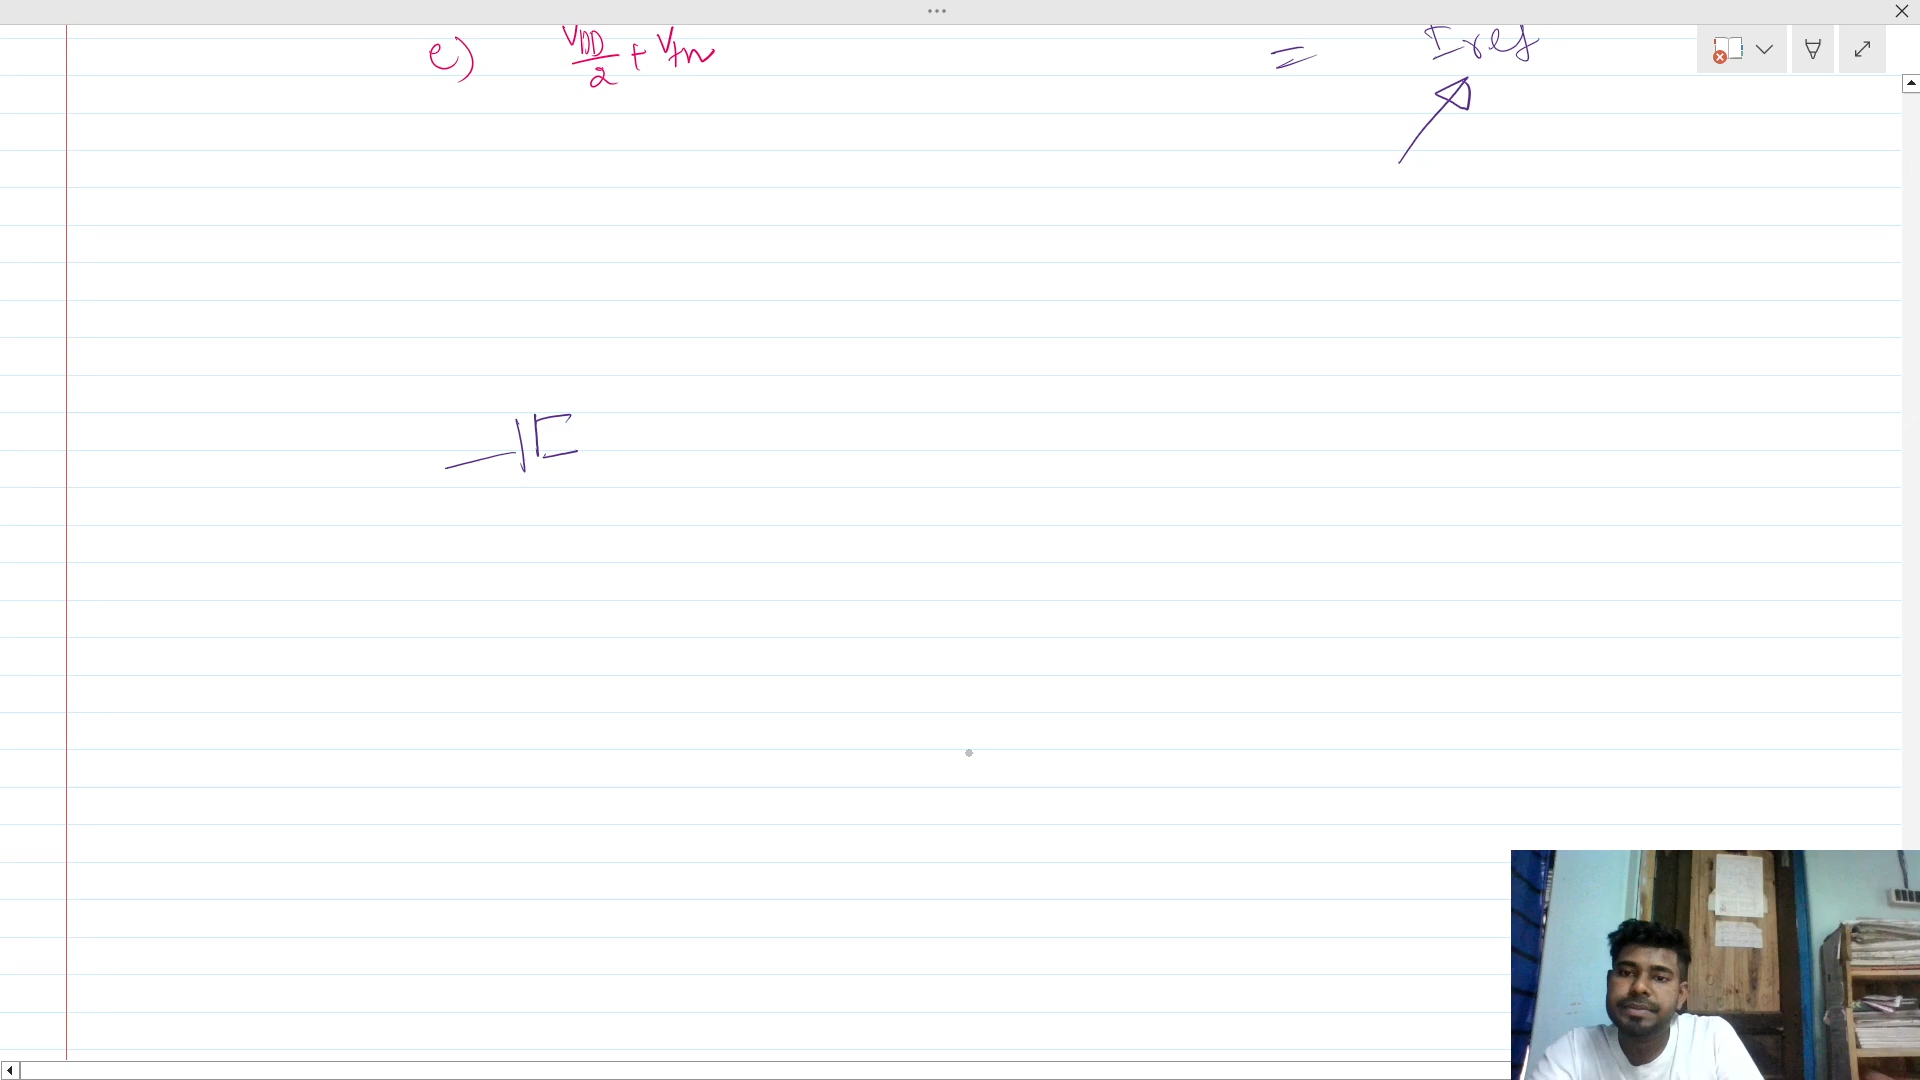 e) VDD/2 + Vtn
= Iref